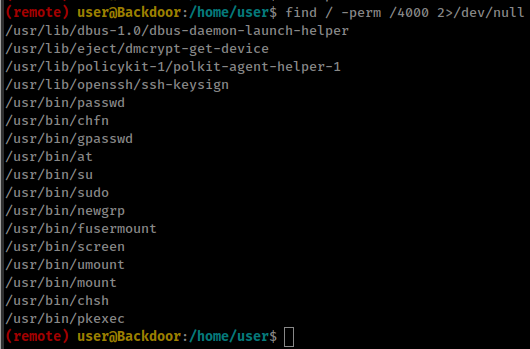 (remote) user@Backdoor:/home/user$ find / -perm /4000 2>/dev/null
/usr/lib/dbus-1.0/dbus-daemon-launch-helper
/usr/lib/eject/dmcrypt-get-device
/usr/lib/policykit-1/polkit-agent-helper-1
/usr/lib/openssh/ssh-keysign
/usr/bin/passwd
/usr/bin/chfn
/usr/bin/gpasswd
/usr/bin/at
/usr/bin/su
/usr/bin/sudo
/usr/bin/newgrp
/usr/bin/fusermount
/usr/bin/screen
/usr/bin/umount
/usr/bin/mount
/usr/bin/chsh
/usr/bin/pkexec
(remote) user@Backdoor:/home/user$